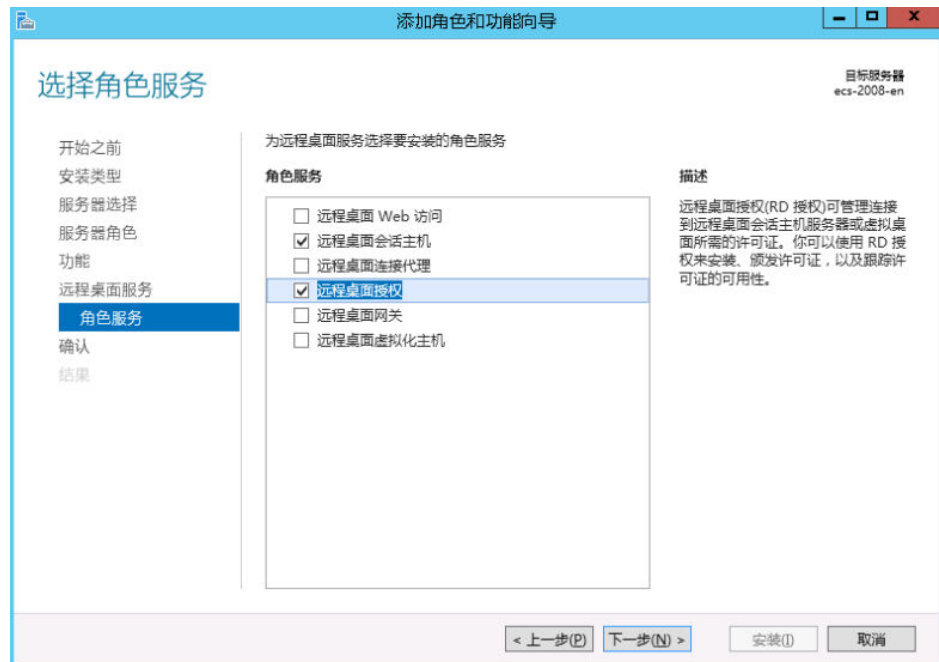 添加角色和功能向导
选择角色服务
目标服务器
ecs-2008-en
开始之前
安装类型
服务器选择
服务器角色
功能
远程桌面服务
角色服务
确认
结果
为远程桌面服务选择要安装的角色服务
角色服务
远程桌面 Web 访问
远程桌面会话主机
远程桌面连接代理
远程桌面授权
远程桌面网关
远程桌面虚拟化主机
描述
远程桌面授权(RD 授权)可管理连接
到远程桌面会话主机服务器或虚拟桌
面所需的许可证。你可以使用 RD 授
权来安装、颁发许可证，以及跟踪许
可证的可用性。
< 上一步(P)
下一步(N) >
安装(I)
取消